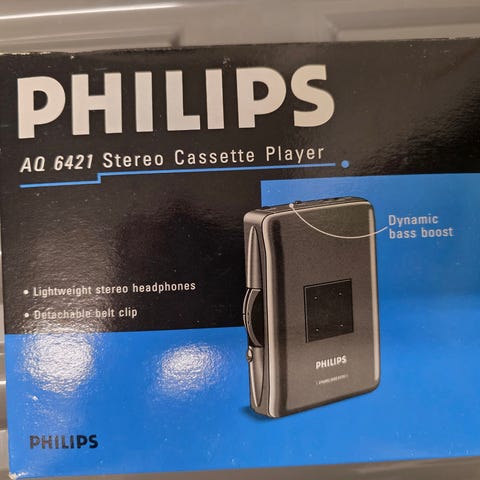 PHILIPS
AQ 6421 Stereo Cassette Player
Dynamic
bass boost
• Lightweight stereo headphones
• Detachable belt clip
PHILIPS
PHILIPS